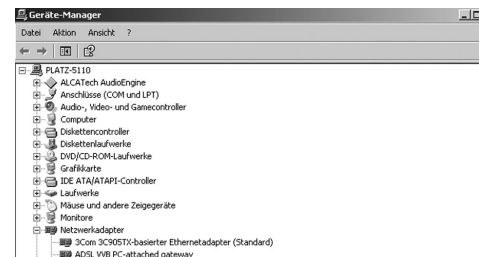 Geräte-Manager
Datei Aktion Ansicht ?
PLATZ-5110
ALCATech AudioEngine
Anschlüsse (COM und LPT)
Audio-, Video- und Gamecontroller
Computer
Diskettencontroller
Diskettenlaufwerke
DVD/CD-ROM-Laufwerke
Grafikkarte
IDE ATA/ATAPI-Controller
Laufwerke
Mäuse und andere Zeigegeräte
Monitore
Netzwerkadapter
3Com 3C905TX-basierter Ethernetadapter (Standard)
ADSL VVB PC-attached gateway